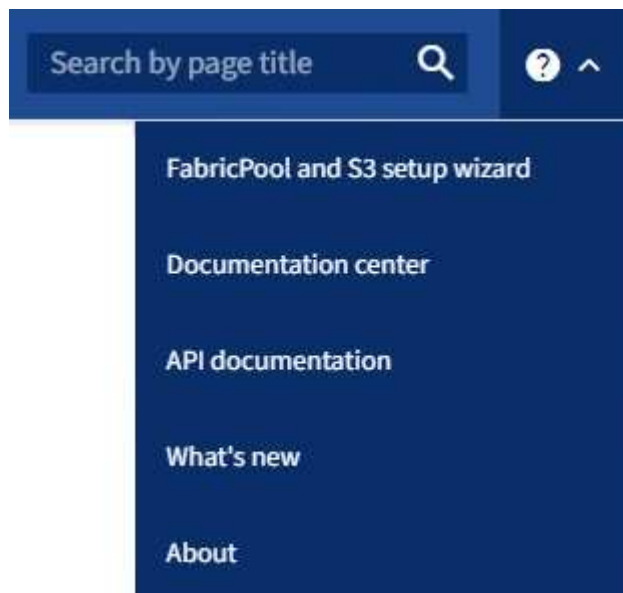 Search by page title
FabricPool and S3 setup wizard
Documentation center
API documentation
What's new
About